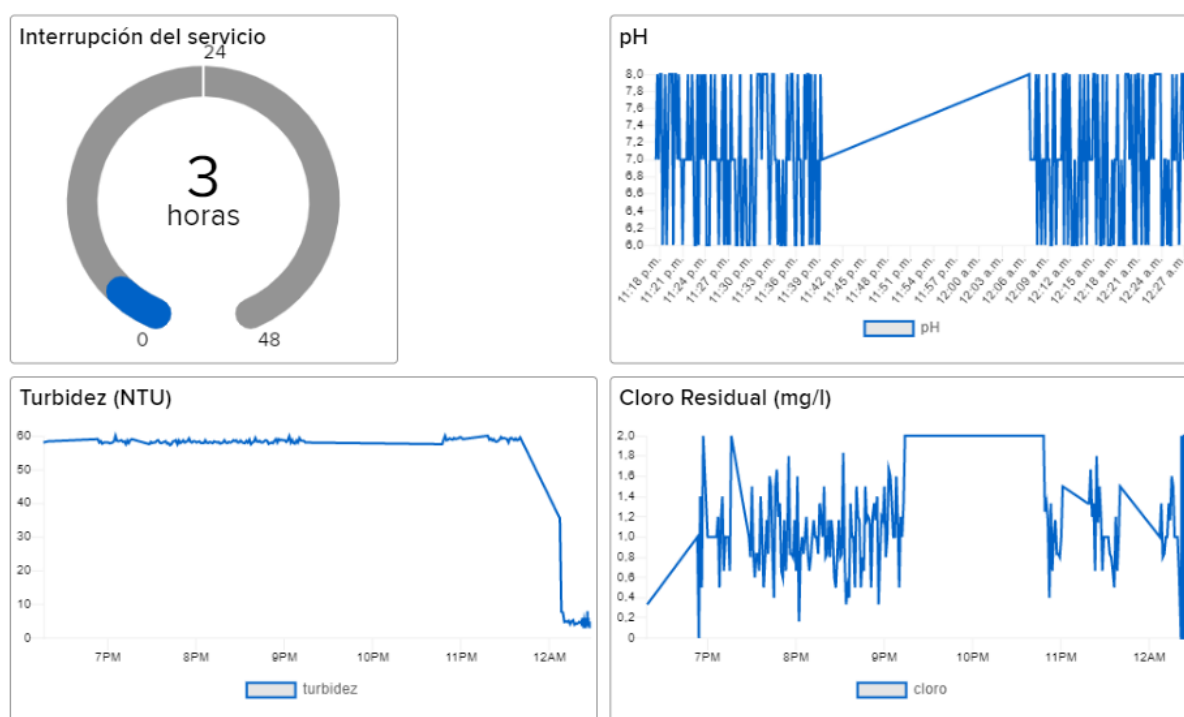 Interrupción del servicio
24
3
horas
0
48
pH
8,0
7,8
7,6
7,4
7,2
7,0
6,8
6,6
6,4
6,2
6,0
11:18 p.m.
11:21 p.m.
11:24 p.m.
11:27 p.m.
11:30 p.m.
11:33 p.m.
11:36 p.m.
11:39 p.m.
11:42 p.m.
11:45 p.m.
11:48 p.m.
11:51 p.m.
11:54 p.m.
11:57 p.m.
12:00 a.m.
12:03 a.m.
12:06 a.m.
12:09 a.m.
12:12 a.m.
12:15 a.m.
12:18 a.m.
12:21 a.m.
12:24 a.m.
12:27 a.m.
pH
Turbidez (NTU)
60
50
40
30
20
10
0
7PM 8PM 9PM 10PM 11PM 12AM
turbidez
Cloro Residual (mg/l)
2,0
1,8
1,6
1,4
1,2
1,0
0,8
0,6
0,4
0,2
0
7PM 8PM 9PM 10PM 11PM 12AM
cloro